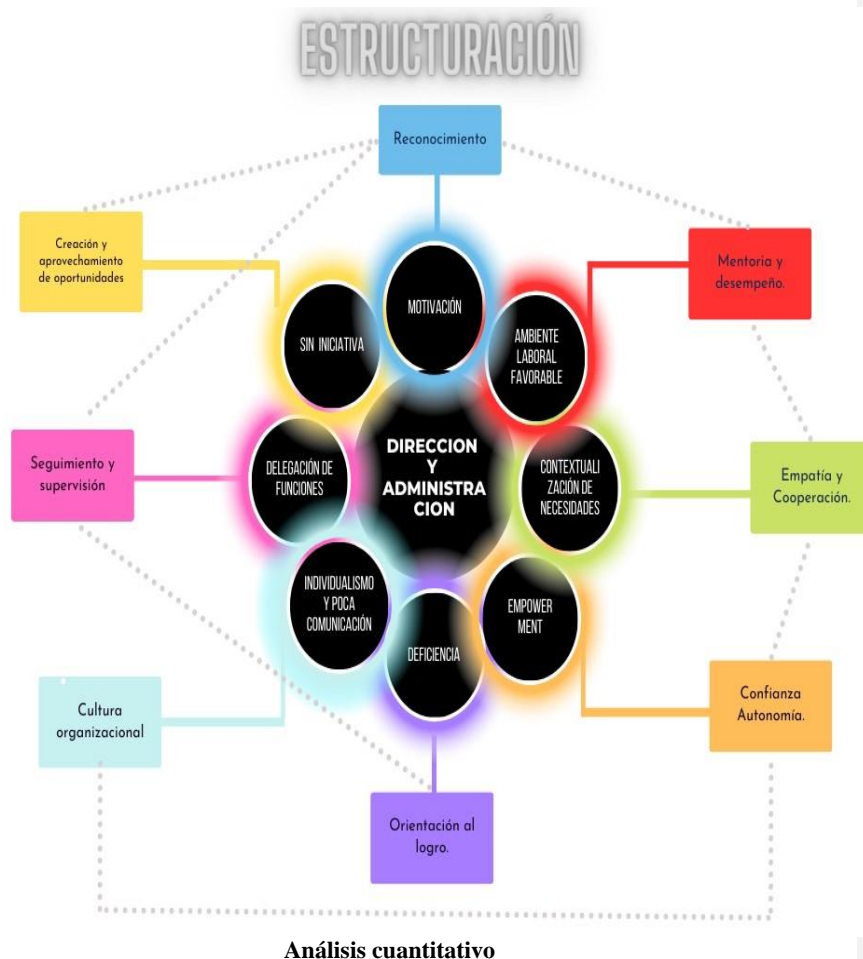 ESTRUCTURACIÓN
Reconocimiento
Creación y
aprovechamiento
de oportunidades
Mentoria y
desempeño.
MOTIVACIÓN
SIN INICIATIVA
AMBIENTE
LABORAL
FAVORABLE
Seguimiento y
supervisión
DELEGACIÓN DE
FUNCIONES
DIRECCION
Y
ADMINISTRA
CION
CONTEXTUALI
ZACIÓN DE
NECESIDADES
Empatía y
Cooperación.
INDIVIDUALISMO
Y POCA
COMUNICACIÓN
DEFICIENCIA
EMPOWER
MENT
Cultura
organizacional
Confianza
Autonomía.
Orientación al
logro.
Análisis cuantitativo